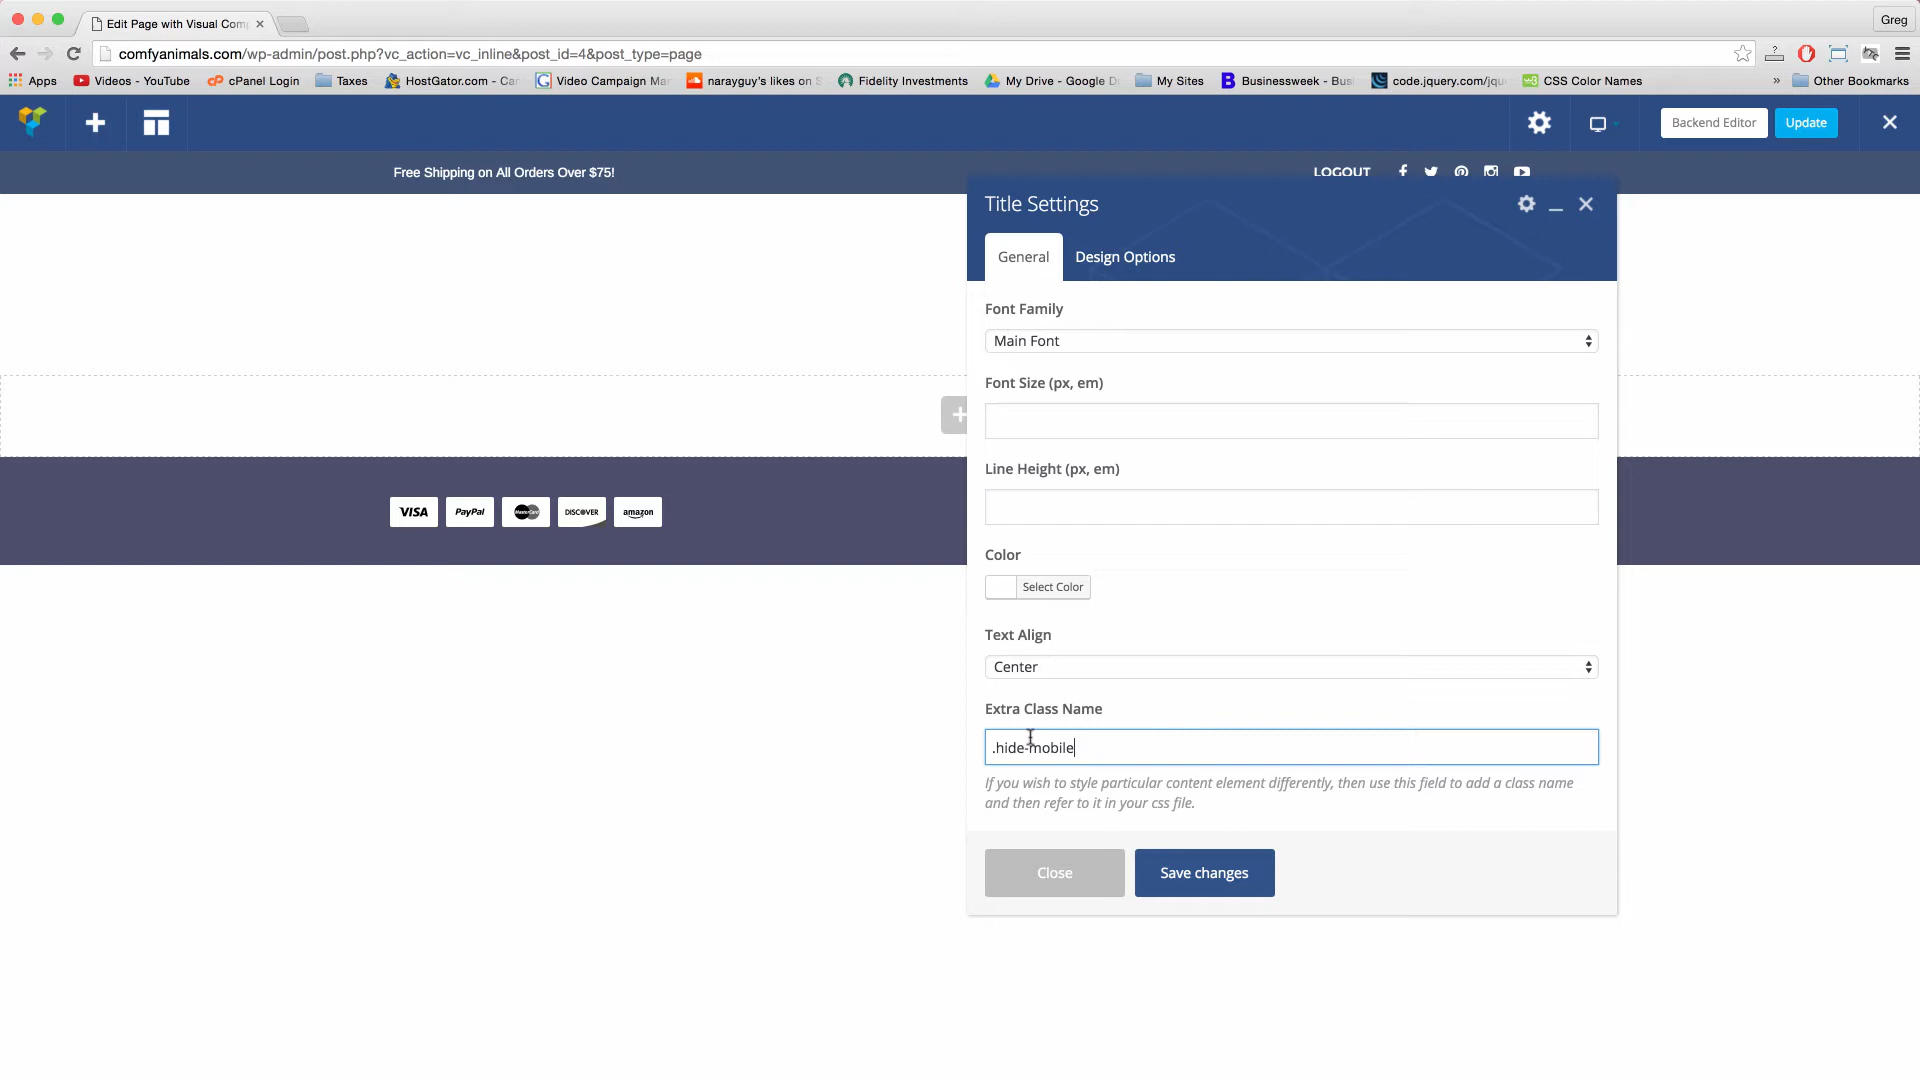 Edit Page with Visual Com
Greg
comfyanimals.com/wp-admin/post.php?vc_action=vc_inline&post_id=4&post_type=page
Apps
Videos - YouTube
cPanel Login
Taxes
HostGator.com - Can
Video Campaign Mar
narayguy's likes on S
Fidelity Investments
My Drive - Google D
My Sites
Businessweek - Busi
code.jquery.com/jqu
CSS Color Names
»
Other Bookmarks
Backend Editor
Update
Free Shipping on All Orders Over $75!
LOGOUT
Title Settings
General
Design Options
Font Family
Main Font
Font Size (px, em)
Line Height (px, em)
VISA
PayPal
MasterCard
DISCOVER
amazon
Color
Select Color
Text Align
Center
Extra Class Name
.hide-mobile
If you wish to style particular content element differently, then use this field to add a class name
and then refer to it in your css file.
Close
Save changes